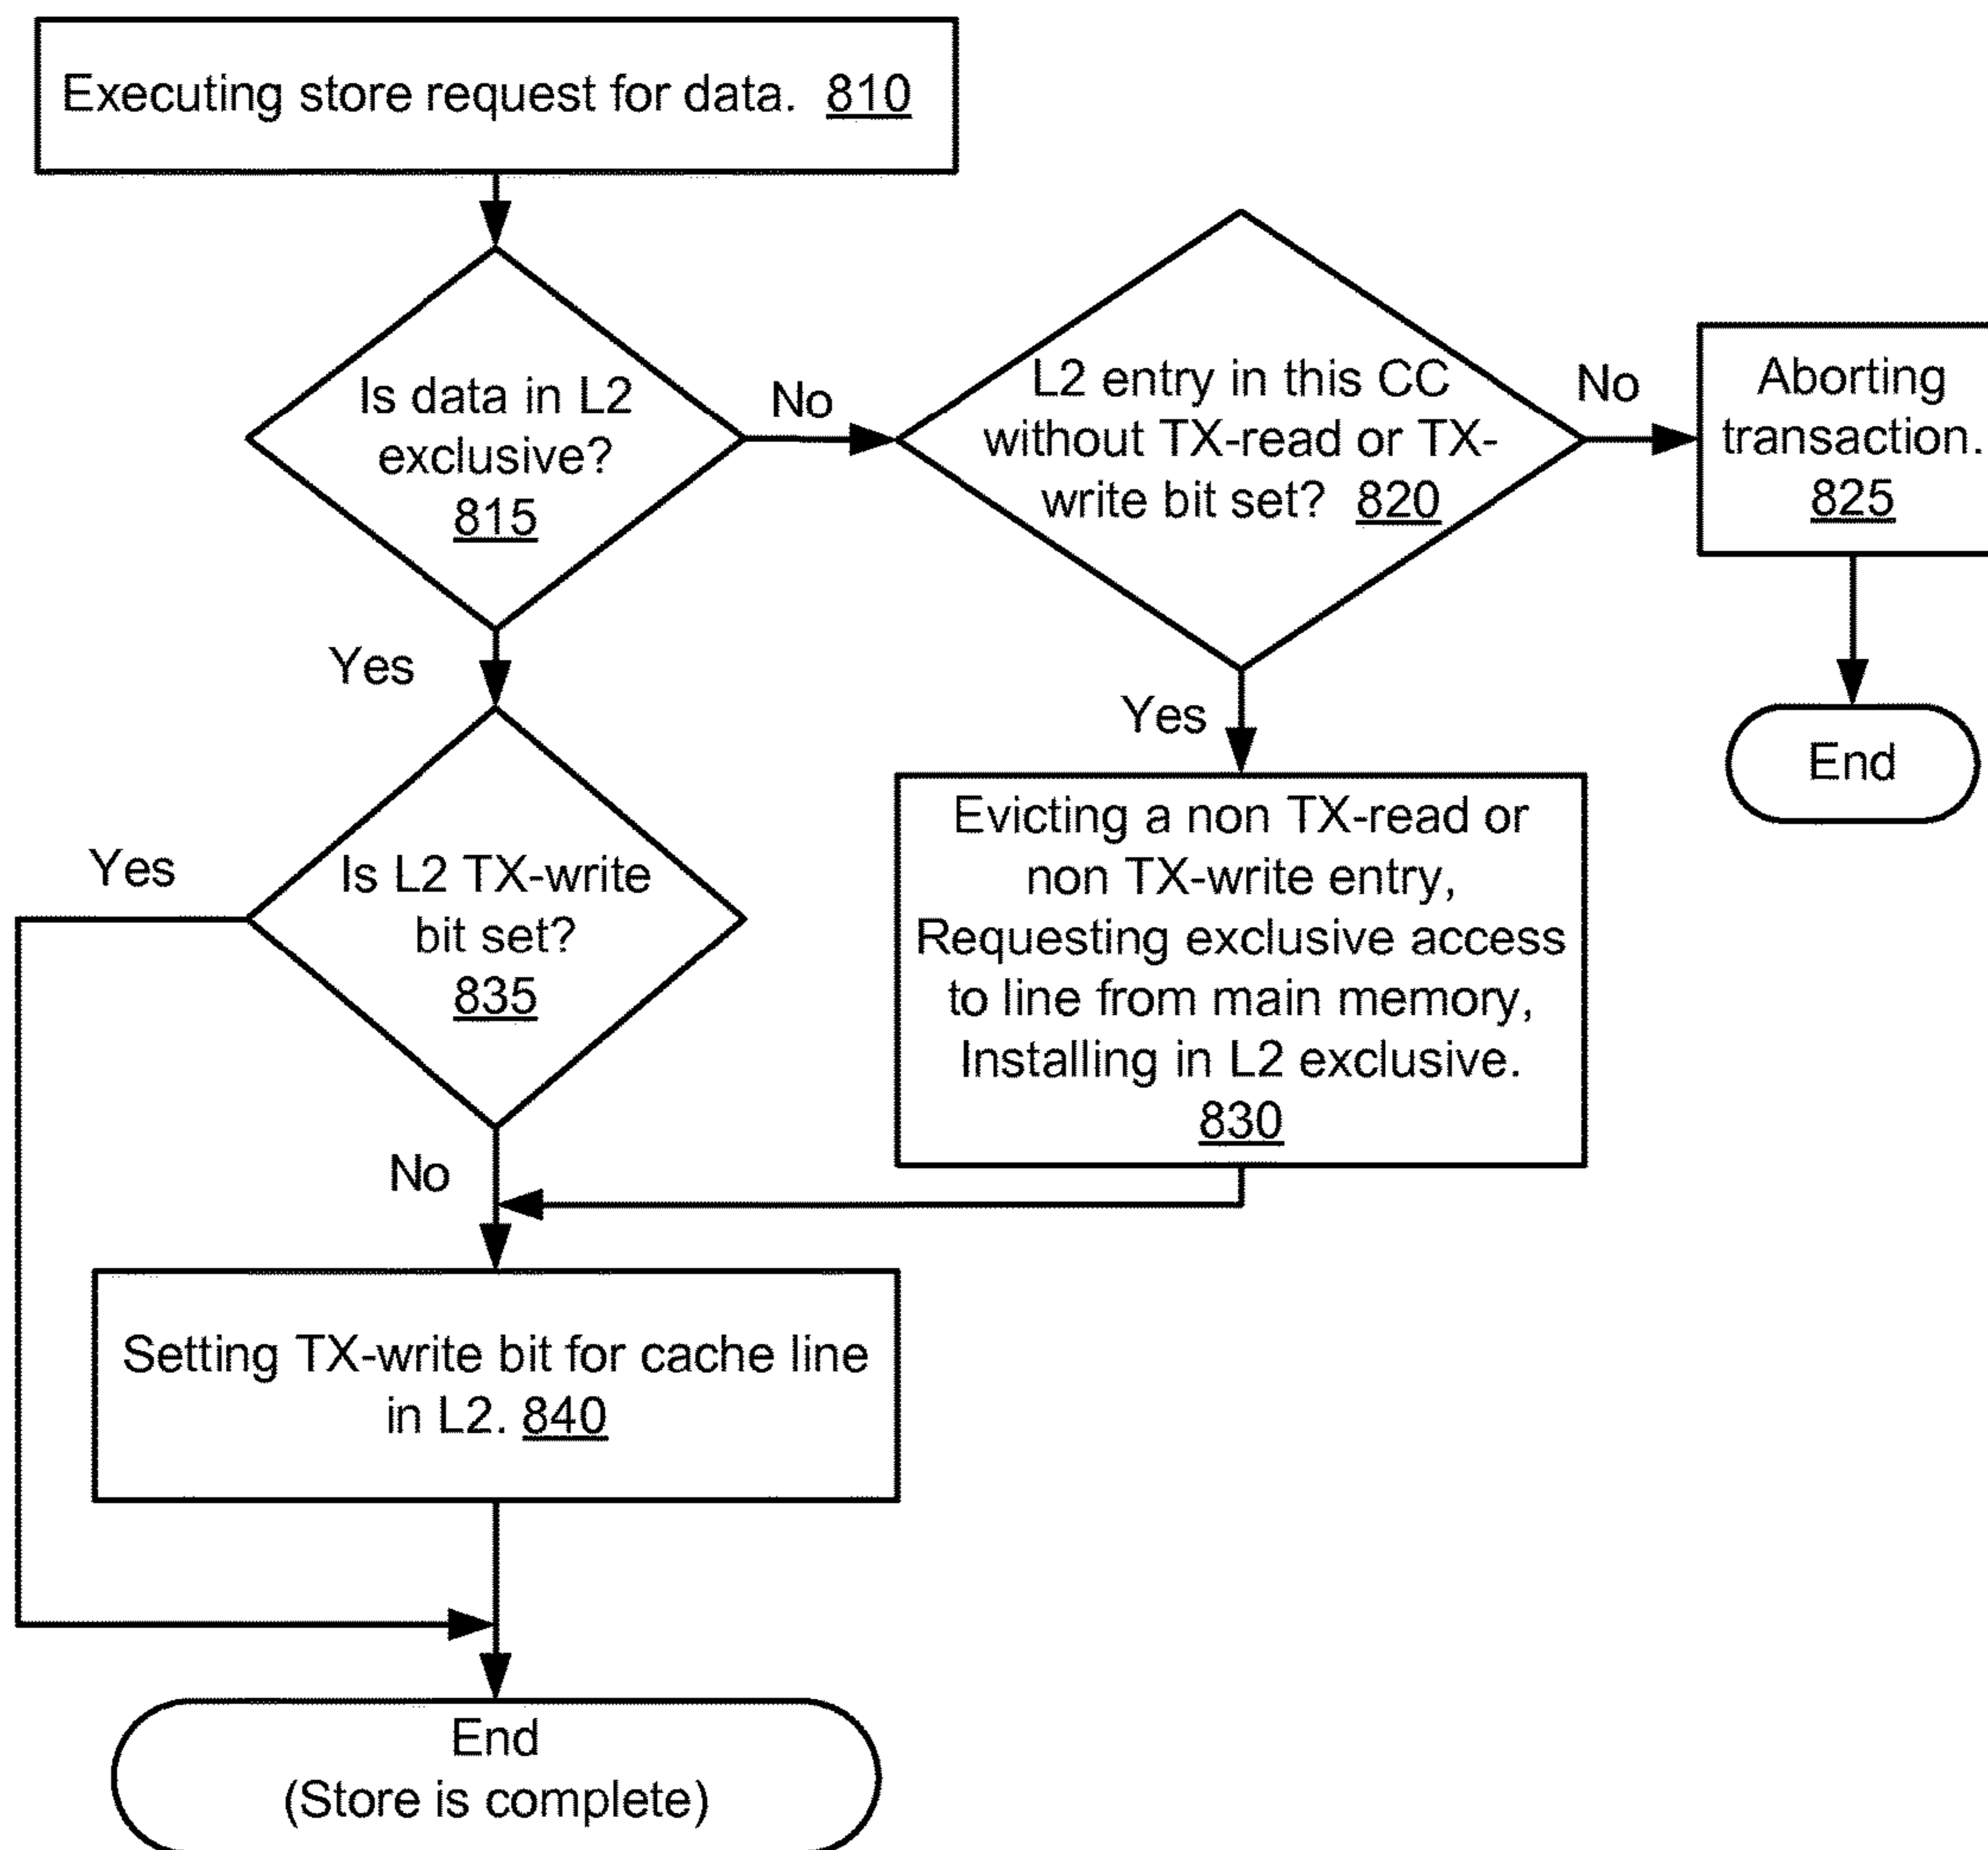 Executing store request for data. 810
Is data in L2
exclusive?
815
No
L2 entry in this CC
without TX-read or TX-
write bit set? 820
No
Aborting
transaction.
825
End
Yes
Yes
Evicting a non TX-read or
non TX-write entry,
Requesting exclusive access
to line from main memory,
Installing in L2 exclusive.
830
Is L2 TX-write
bit set?
835
Yes
No
Setting TX-write bit for cache line
in L2. 840
End
(Store is complete)